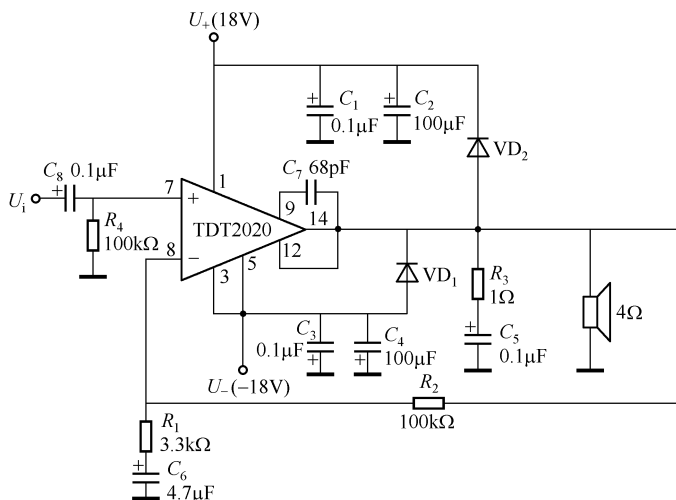 U+(18V)
C1
0.1μF
C2
100μF
VD2
C8 0.1μF
C7 68pF
Ui
7
1
+
9
14
R4
100kΩ
TDT2020
8
−
12
3
5
VD1
R3
1Ω
4Ω
C3
0.1μF
C4
100μF
C5
0.1μF
U−(−18V)
R2
100kΩ
R1
3.3kΩ
C6
4.7μF